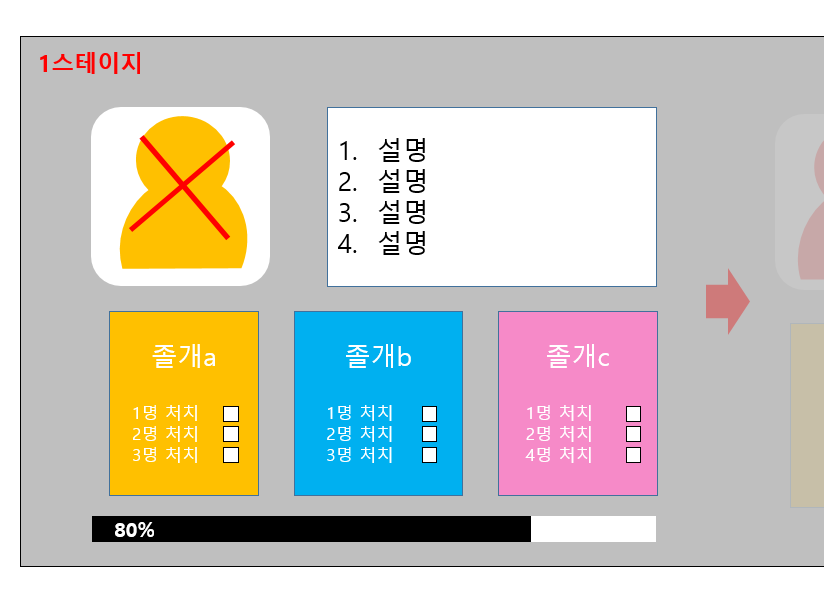 1스테이지
1. 설명
2. 설명
3. 설명
4. 설명
졸개a
1명 처치
2명 처치
3명 처치
졸개b
1명 처치
2명 처치
3명 처치
졸개c
1명 처치
2명 처치
4명 처치
80%